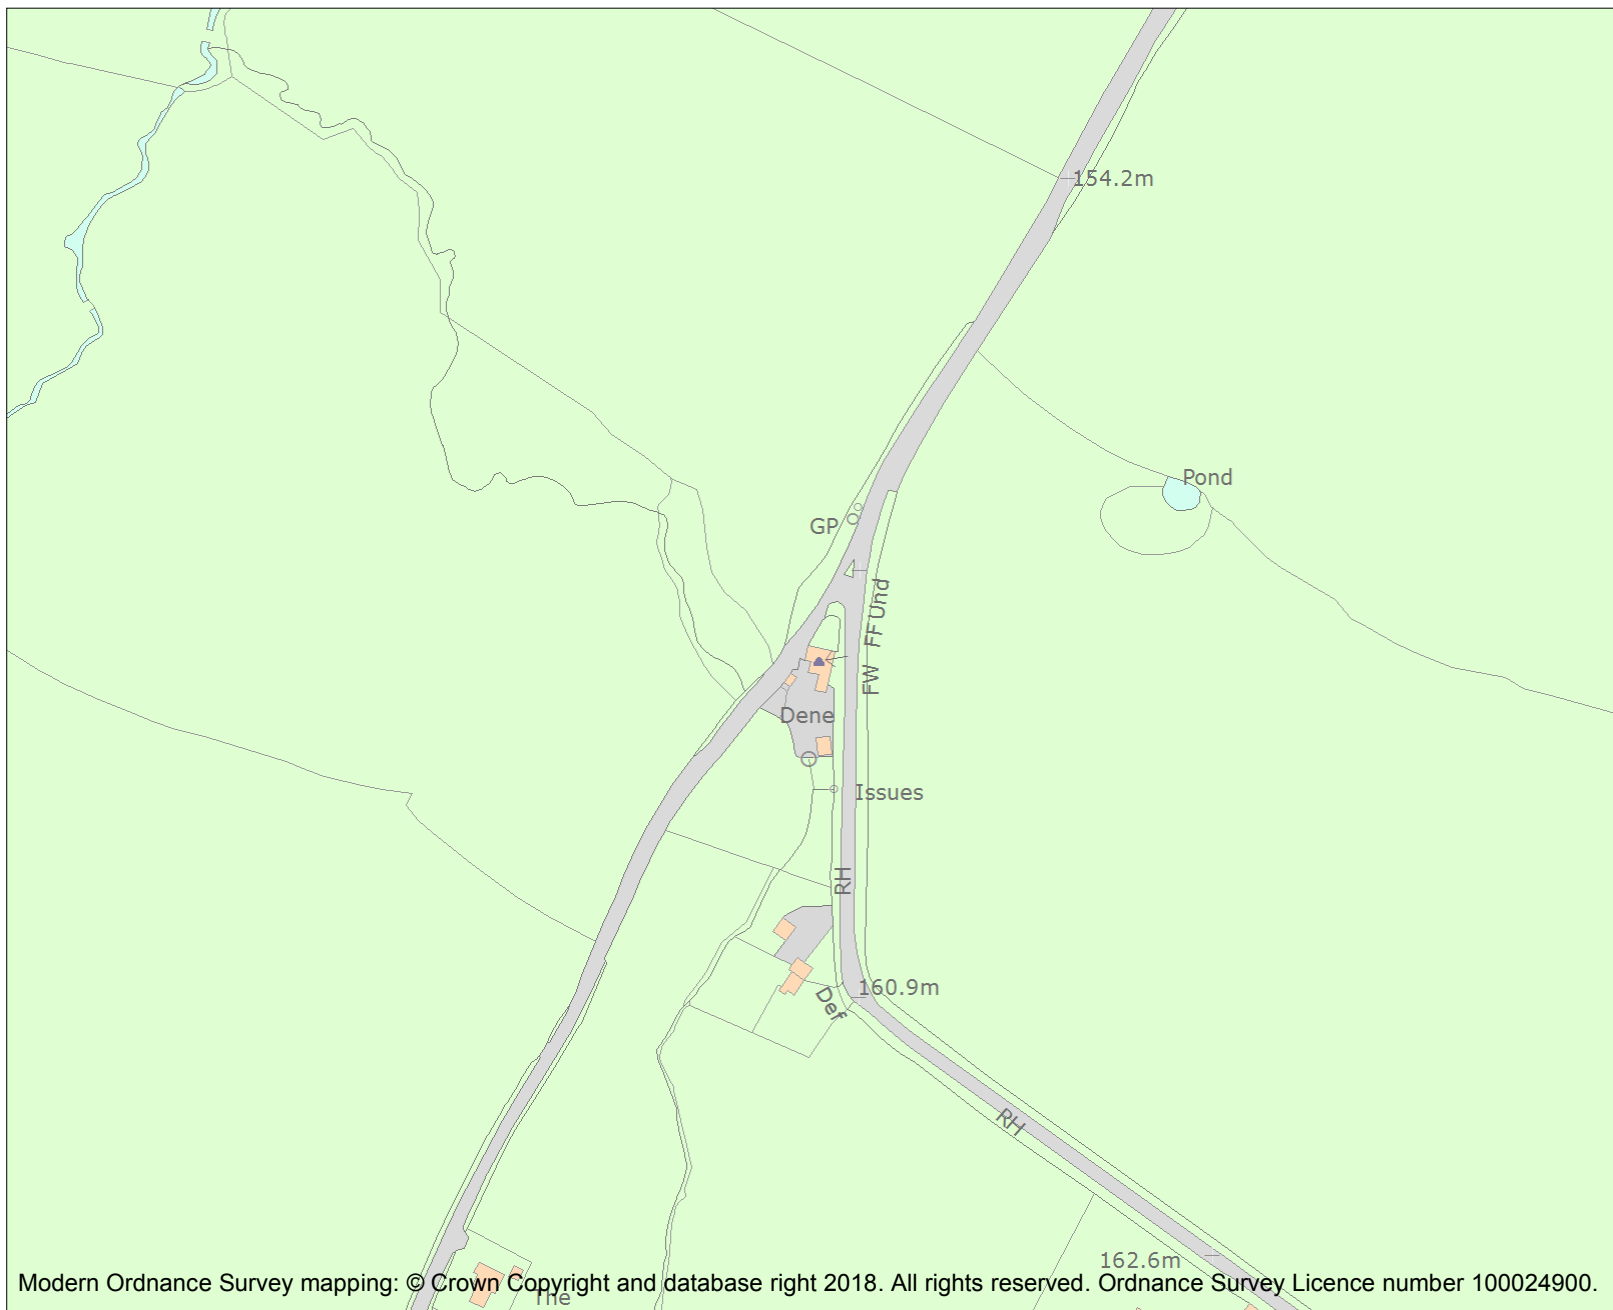 154.2m
Pond
GP
FF Und
FW
Dene
Issues
RH
160.9m
Def
RH
162.6m
The
Modern Ordnance Survey mapping: © Crown Copyright and database right 2018. All rights reserved. Ordnance Survey Licence number 100024900.